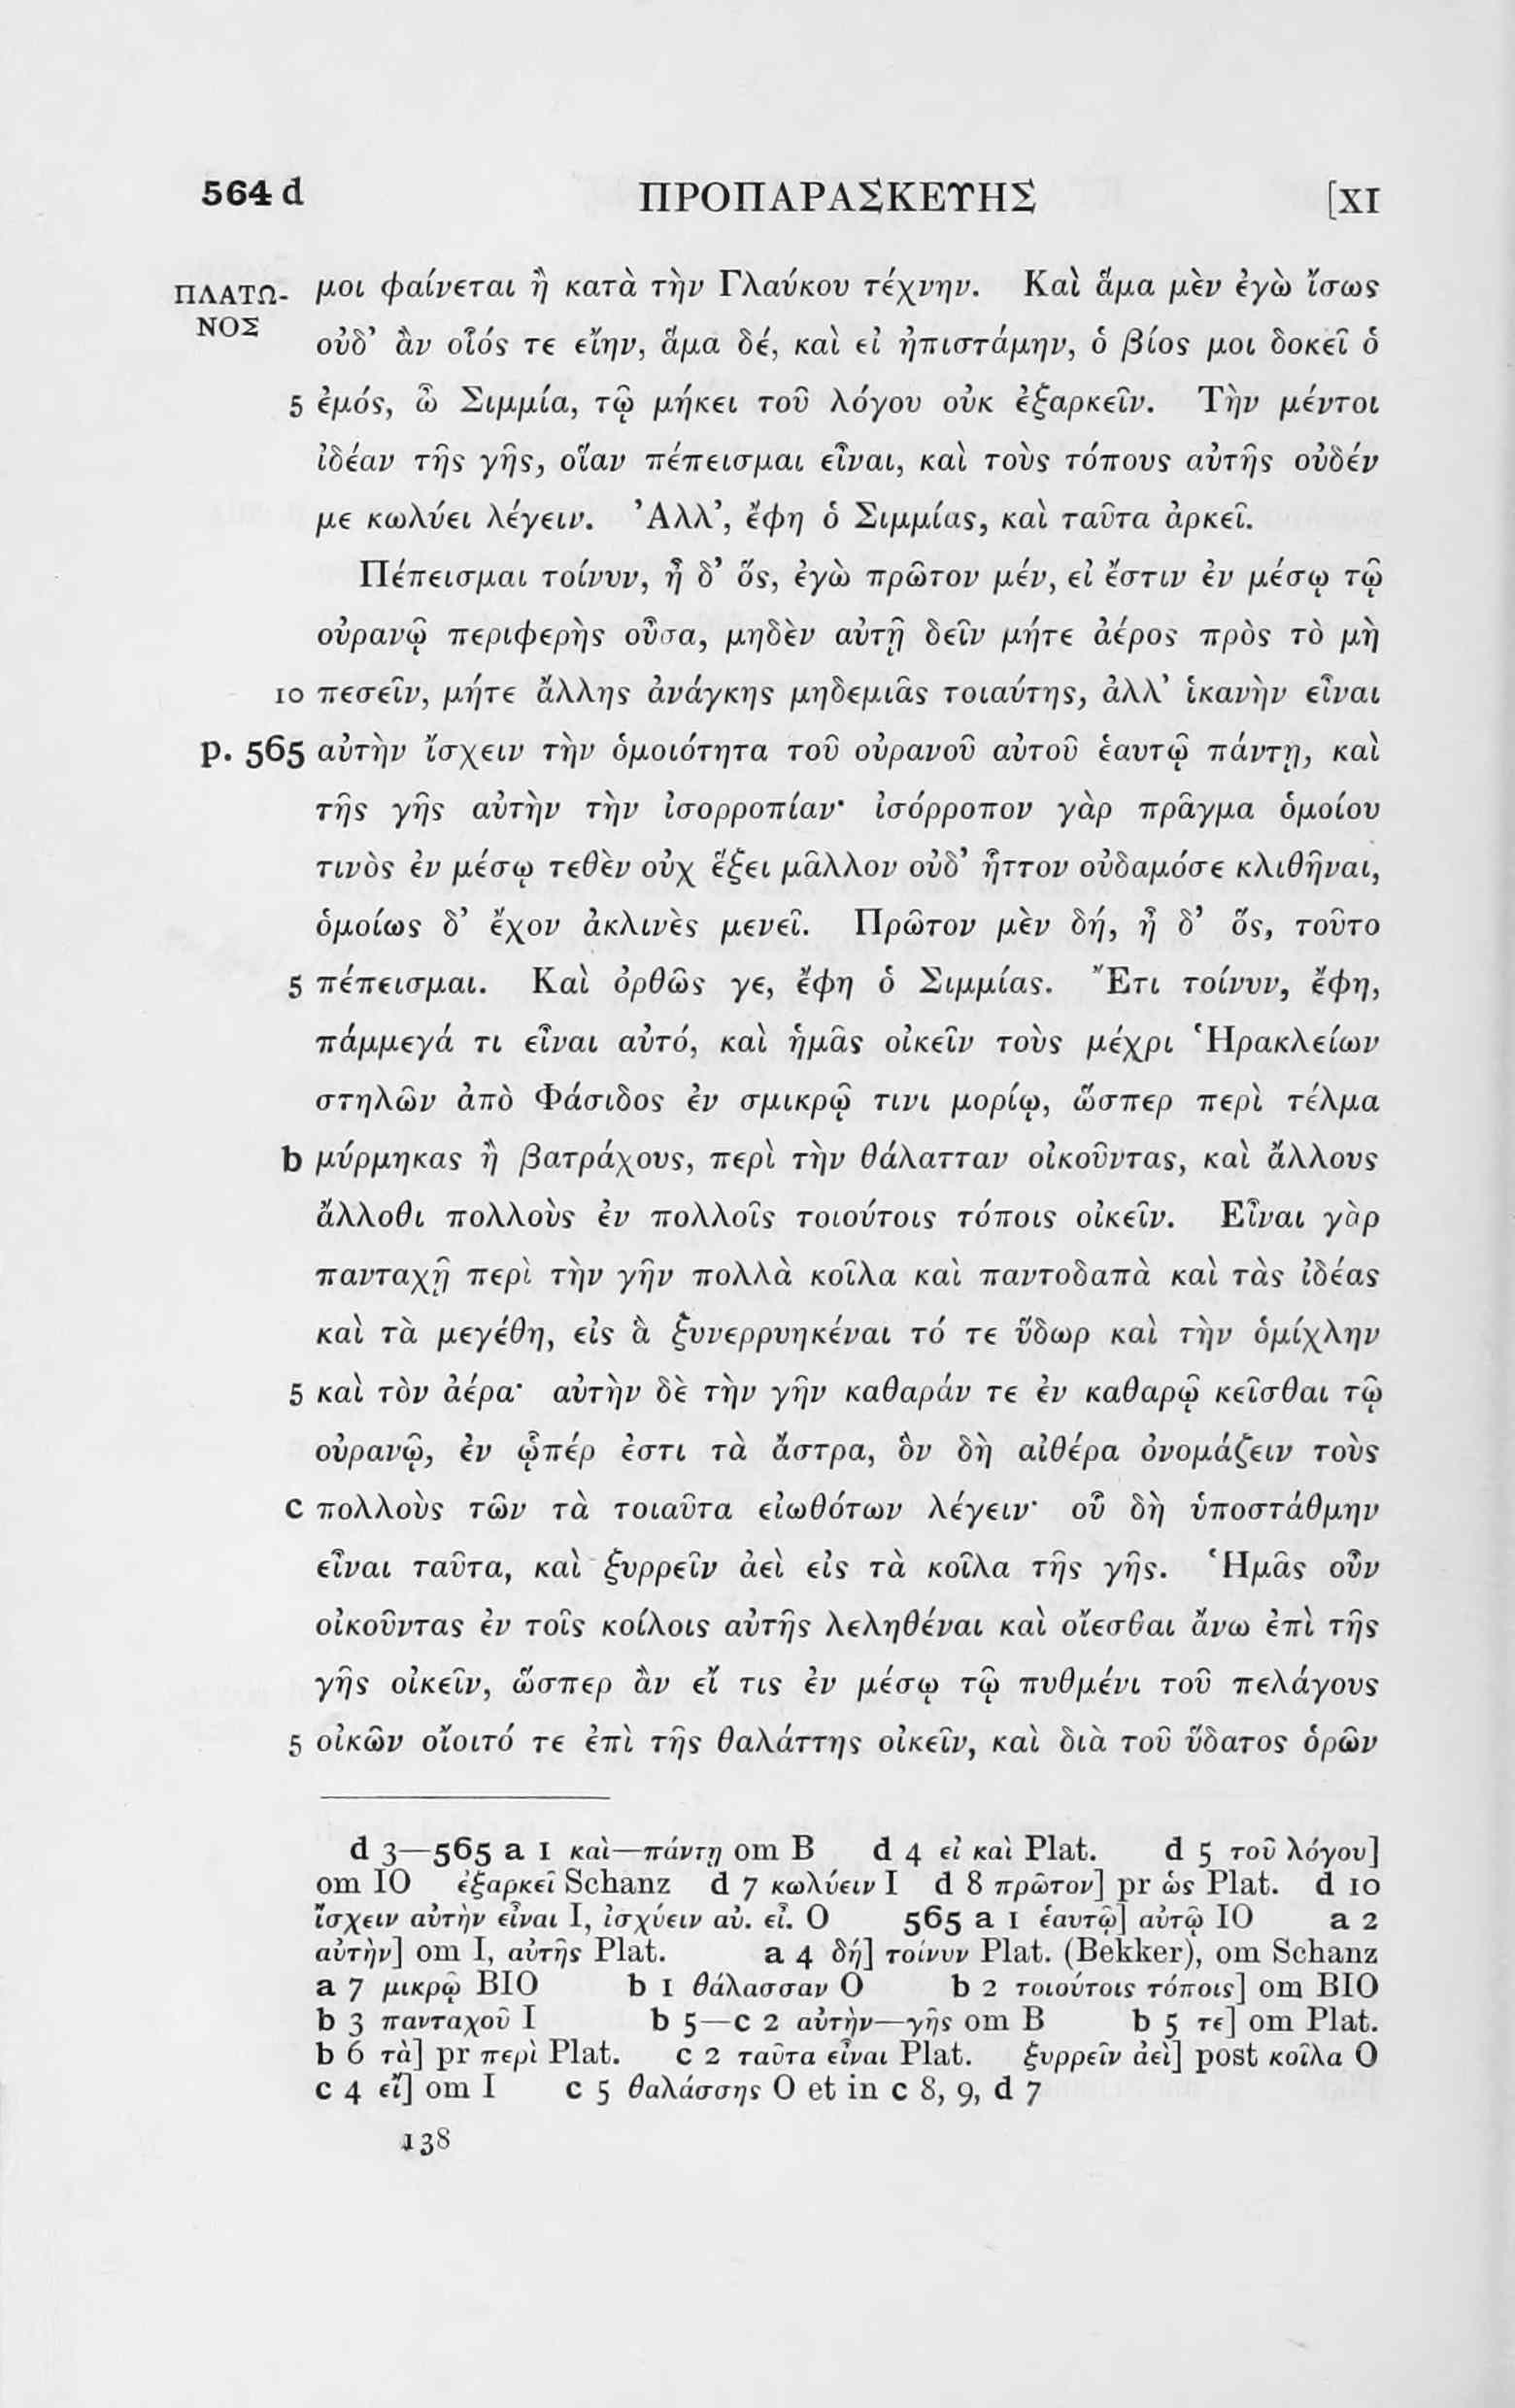 564 d ΠΡΟΠΑΡΑΣΚΕΥΗΣ [XI
ΠΛΑΤΩ- μοι φαίνεται ἢ κατὰ τὴν Γλαύκου τέχνην. Καὶ ἅμα μὲν ἐγὼ ἴσως
ΝΟΣ οὐδ’ ἂν οἷός τε εἴην, ἅμα δέ, καὶ εἰ ἠπιστάμην, ὁ βίος μοι δοκεῖ ὁ
5 ἐμός, ὦ Σιμμία, τῷ μήκει τοῦ λόγου οὐκ ἐξαρκεῖν. Τὴν μέντοι
ἰδέαν τῆς γῆς, οἵαν πέπεισμαι εἶναι, καὶ τοὺς τόπους αὐτῆς οὐδέν
με κωλύει λέγειν. Ἀλλ’, ἔφη ὁ Σιμμίας, καὶ ταῦτα ἀρκεῖ.
Πέπεισμαι τοίνυν, ἦ δ’ ὅς, ἐγὼ πρῶτον μέν, εἰ ἔστιν ἐν μέσῳ τῷ
οὐρανῷ περιφερὴς οὖσα, μηδὲν αὐτῇ δεῖν μήτε ἀέρος πρὸς τὸ μὴ
10 πεσεῖν, μήτε ἄλλης ἀνάγκης μηδεμιᾶς τοιαύτης, ἀλλ’ ἱκανὴν εἶναι
p. 565 αὐτὴν ἴσχειν τὴν ὁμοιότητα τοῦ οὐρανοῦ αὐτοῦ ἑαυτῷ πάντῃ, καὶ
τῆς γῆς αὐτὴν τὴν ἰσορροπίαν· ἰσόρροπον γὰρ πρᾶγμα ὁμοίου
τινὸς ἐν μέσῳ τεθὲν οὐχ ἕξει μᾶλλον οὐδ’ ἧττον οὐδαμόσε κλιθῆναι,
ὁμοίως δ’ ἔχον ἀκλινὲς μενεῖ. Πρῶτον μὲν δή, ἦ δ’ ὅς, τοῦτο
5 πέπεισμαι. Καὶ ὀρθῶς γε, ἔφη ὁ Σιμμίας. Ἔτι τοίνυν, ἔφη,
πάμμεγά τι εἶναι αὐτό, καὶ ἡμᾶς οἰκεῖν τοὺς μέχρι Ἡρακλείων
στηλῶν ἀπὸ Φάσιδος ἐν σμικρῷ τινι μορίῳ, ὥσπερ περὶ τέλμα
b μύρμηκας ἢ βατράχους, περὶ τὴν θάλατταν οἰκοῦντας, καὶ ἄλλους
ἄλλοθι πολλοὺς ἐν πολλοῖς τοιούτοις τόποις οἰκεῖν. Εἶναι γὰρ
πανταχῇ περὶ τὴν γῆν πολλὰ κοῖλα καὶ παντοδαπὰ καὶ τὰς ἰδέας
καὶ τὰ μεγέθη, εἰς ἃ ξυνερρυηκέναι τό τε ὕδωρ καὶ τὴν ὁμίχλην
5 καὶ τὸν ἀέρα· αὐτὴν δὲ τὴν γῆν καθαράν τε ἐν καθαρῷ κεῖσθαι τῷ
οὐρανῷ, ἐν ᾧπέρ ἐστι τὰ ἄστρα, ὃν δὴ αἰθέρα ὀνομάζειν τοὺς
c πολλοὺς τῶν τὰ τοιαῦτα εἰωθότων λέγειν· οὗ δὴ ὑποστάθμην
εἶναι ταῦτα, καὶ ξυρρεῖν ἀεὶ εἰς τὰ κοῖλα τῆς γῆς. Ἡμᾶς οὖν
οἰκοῦντας ἐν τοῖς κοίλοις αὐτῆς λεληθέναι καὶ οἴεσθαι ἄνω ἐπὶ τῆς
γῆς οἰκεῖν, ὥσπερ ἂν εἴ τις ἐν μέσῳ τῷ πυθμένι τοῦ πελάγους
5 οἰκῶν οἴοιτό τε ἐπὶ τῆς θαλάττης οἰκεῖν, καὶ διὰ τοῦ ὕδατος ὁρῶν
d 3—565 a 1 καὶ—πάντῃ om B d 4 εἰ καὶ Plat. d 5 τοῦ λόγου]
om IO ἐξαρκεῖ Schanz d 7 κωλύειν I d 8 πρῶτον] pr ὡς Plat. d 10
ἴσχειν αὐτὴν εἶναι I, ἰσχύειν αὐ. εἶ. O 565 a 1 ἑαυτῷ] αὐτῷ IO a 2
αὐτὴν] om I, αὐτῆς Plat. a 4 δή] τοίνυν Plat. (Bekker), om Schanz
a 7 μικρῷ BIO b 1 θάλασσαν O b 2 τοιούτοις τόποις] om BIO
b 3 πανταχοῦ I b 5—c 2 αὐτὴν—γῆς om B b 5 τε] om Plat.
b 6 τὰ] pr περὶ Plat. c 2 ταῦτα εἶναι Plat. ξυρρεῖν ἀεὶ] post κοῖλα O
c 4 εἴ] om I c 5 θαλάσσης O et in c 8, 9, d 7
138